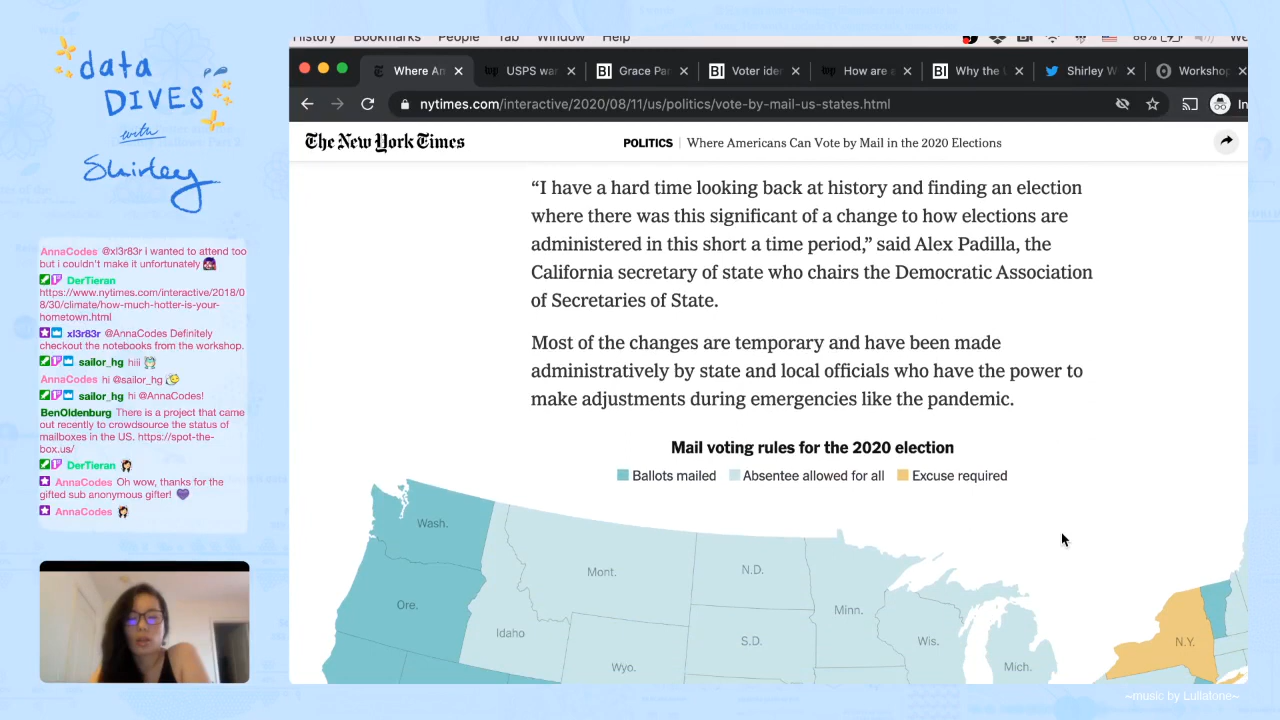 data
DIVES
with
Shirley
AnnaCodes @xl3r83r i wanted to attend too
but i couldn't make it unfortunately
DerTieran
https://www.nytimes.com/interactive/2018/0
8/30/climate/how-much-hotter-is-your-
hometown.html
xl3r83r @AnnaCodes Definitely
checkout the notebooks from the workshop.
sailor_hg hiii
AnnaCodes hi @sailor_hg
sailor_hg hi @AnnaCodes!
BenOldenburg There is a project that came
out recently to crowdsource the status of
mailboxes in the US. https://spot-the-
box.us/
DerTieran
AnnaCodes Oh wow, thanks for the
gifted sub anonymous gifter!
AnnaCodes
History Bookmarks People Tab Window Help 88%
Where An
USPS war
Grace Par
Voter ider
How are a
Why the
Shirley W
Workshop
nytimes.com/interactive/2020/08/11/us/politics/vote-by-mail-us-states.html
In
The New York Times
POLITICS | Where Americans Can Vote by Mail in the 2020 Elections
“I have a hard time looking back at history and finding an election
where there was this significant of a change to how elections are
administered in this short a time period,” said Alex Padilla, the
California secretary of state who chairs the Democratic Association
of Secretaries of State.
Most of the changes are temporary and have been made
administratively by state and local officials who have the power to
make adjustments during emergencies like the pandemic.
Mail voting rules for the 2020 election
Ballots mailed Absentee allowed for all Excuse required
Wash.
Mont.
N.D.
Ore.
Minn.
Idaho
S.D.
Wis.
N.Y.
Wyo.
Mich.
~music by Lullatone~